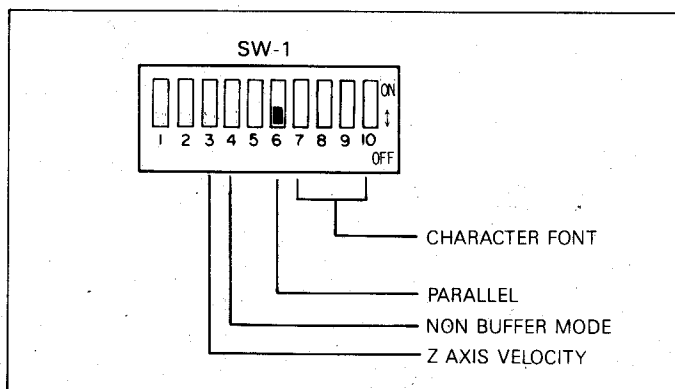 SW-1
ON
↕
1 2 3 4 5 6 7 8 9 10
OFF
CHARACTER FONT
PARALLEL
NON BUFFER MODE
Z AXIS VELOCITY